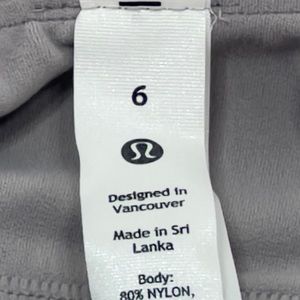 6
Designed in
Vancouver
Made in Sri
Lanka
Body:
80% NYLON,